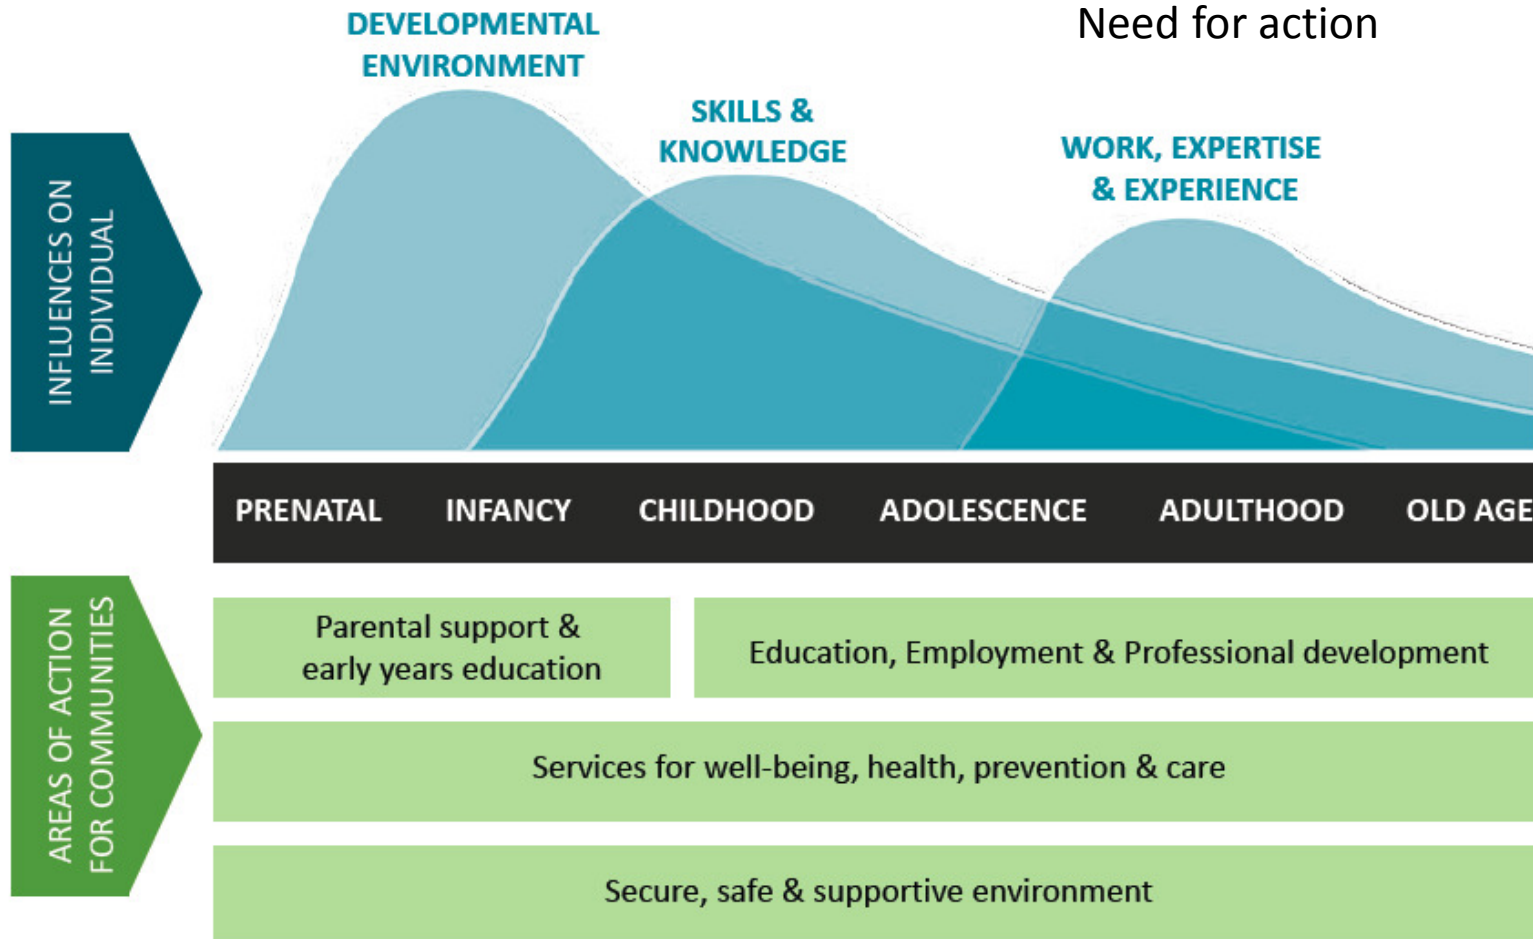 Need for action
DEVELOPMENTAL
ENVIRONMENT
SKILLS &
KNOWLEDGE
WORK, EXPERTISE
& EXPERIENCE
INFLUENCES ON
INDIVIDUAL
PRENATAL INFANCY CHILDHOOD ADOLESCENCE ADULTHOOD OLD AGE
AREAS OF ACTION
FOR COMMUNITIES
Parental support &
early years education
Education, Employment & Professional development
Services for well-being, health, prevention & care
Secure, safe & supportive environment